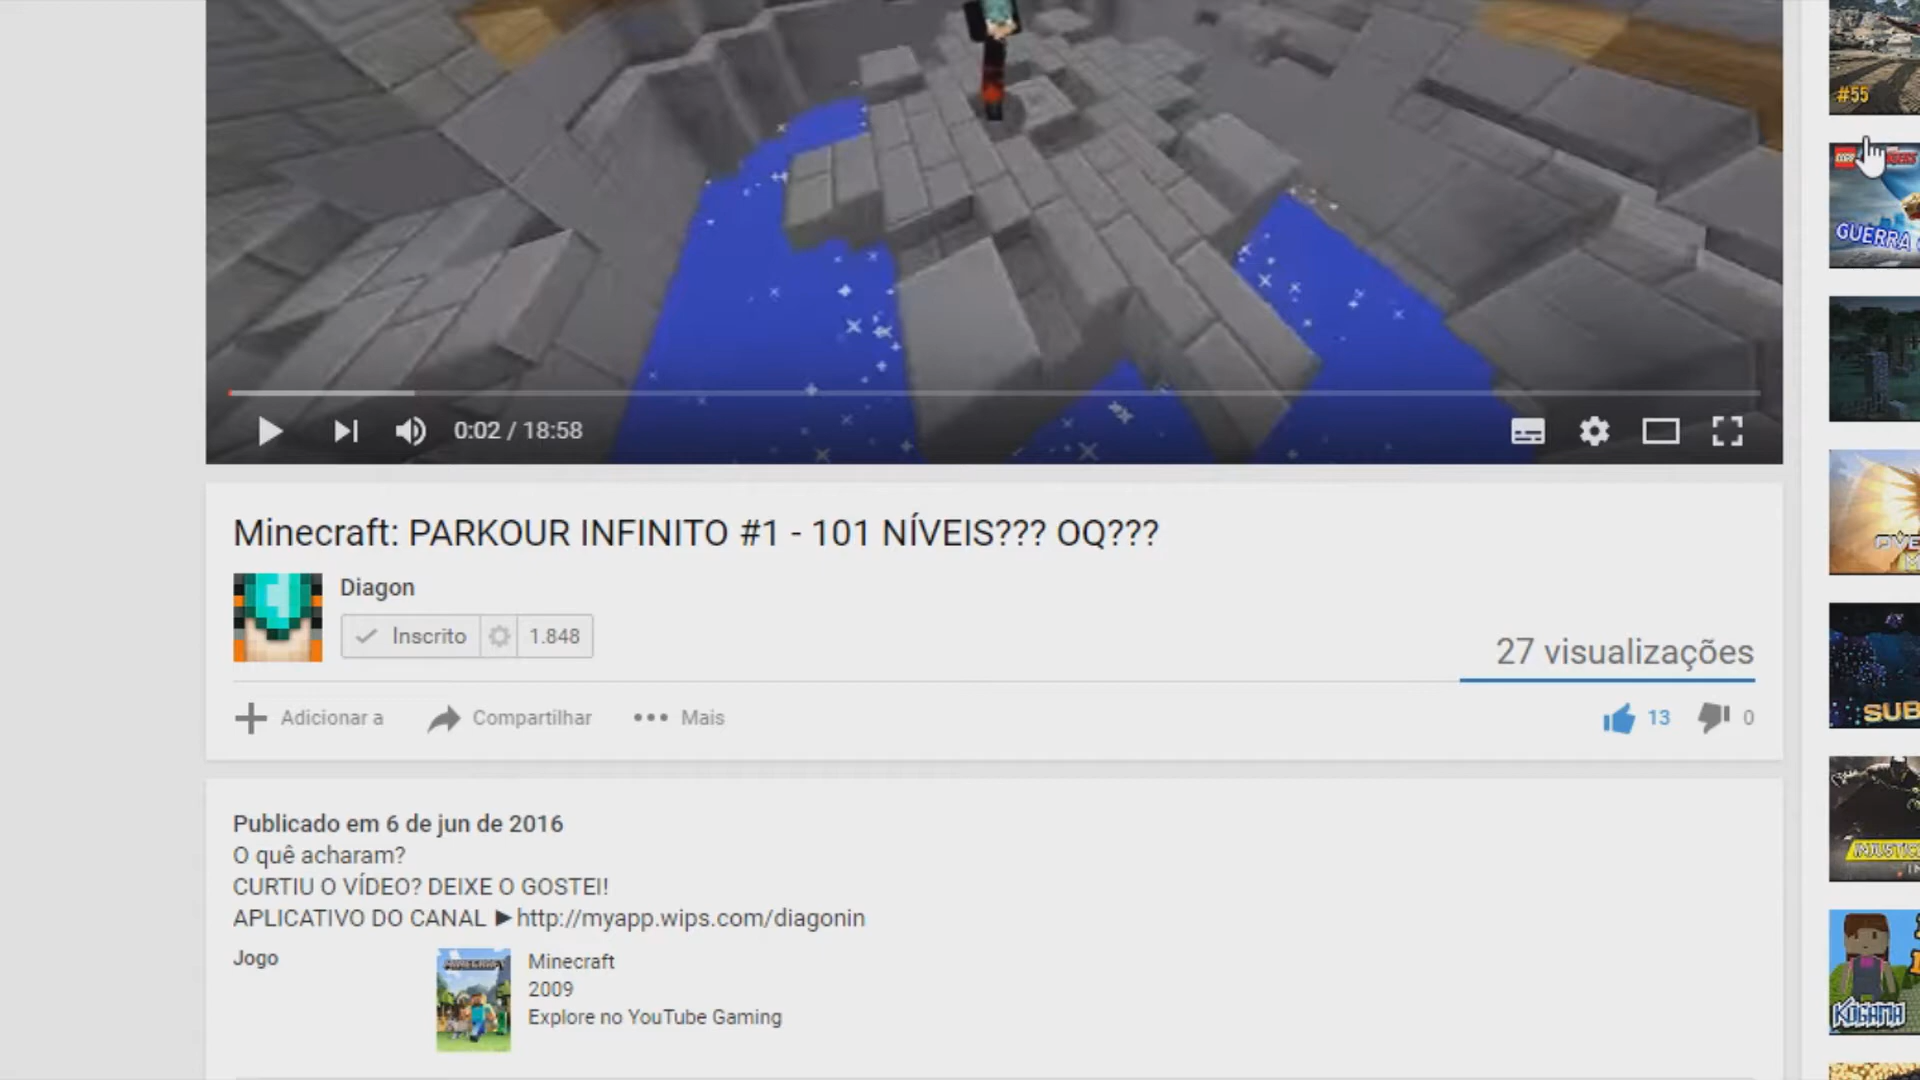 #55
GUERRA
0:02 / 18:58
Minecraft: PARKOUR INFINITO #1 - 101 NÍVEIS??? OQ???
Diagon
Inscrito 1.848
27 visualizações
Adicionar a Compartilhar Mais 13 0
SUB
Publicado em 6 de jun de 2016
O quê acharam?
CURTIU O VÍDEO? DEIXE O GOSTEI!
APLICATIVO DO CANAL ►http://myapp.wips.com/diagonin
Jogo
MINECRAFT
Minecraft
2009
Explore no YouTube Gaming
KOGAMA